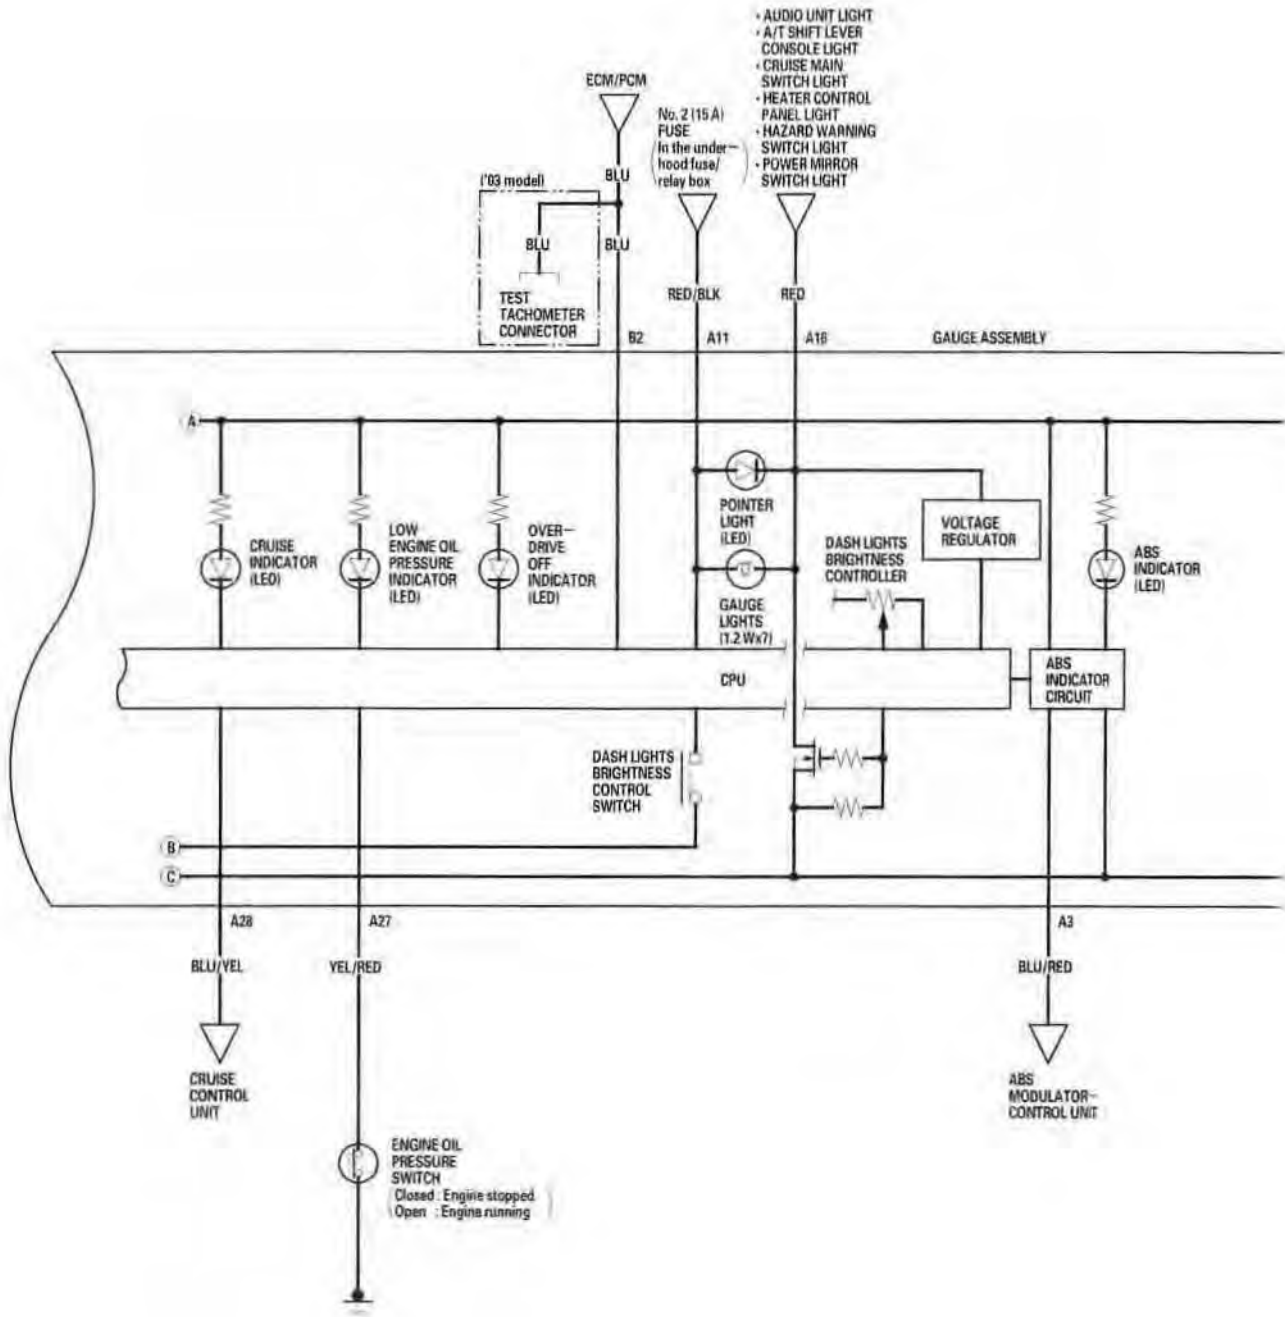 • AUDIO UNIT LIGHT
• A/T SHIFT LEVER
CONSOLE LIGHT
• CRUISE MAIN
SWITCH LIGHT
• HEATER CONTROL
PANEL LIGHT
• HAZARD WARNING
SWITCH LIGHT
• POWER MIRROR
SWITCH LIGHT
ECM/PCM
No. 2 (15 A)
FUSE
In the under-
hood fuse/
relay box
BLU
('03 model)
BLU
BLU
TEST
TACHOMETER
CONNECTOR
RED/BLK
RED
B2
A11
A18
GAUGE ASSEMBLY
A
CRUISE
INDICATOR
(LED)
LOW
ENGINE OIL
PRESSURE
INDICATOR
(LED)
OVER-
DRIVE
OFF
INDICATOR
(LED)
POINTER
LIGHT
(LED)
GAUGE
LIGHTS
(1.2 Wx7)
DASH LIGHTS
BRIGHTNESS
CONTROLLER
VOLTAGE
REGULATOR
ABS
INDICATOR
(LED)
CPU
ABS
INDICATOR
CIRCUIT
DASH LIGHTS
BRIGHTNESS
CONTROL
SWITCH
B
C
A28
A27
A3
BLU/YEL
YEL/RED
BLU/RED
CRUISE
CONTROL
UNIT
ABS
MODULATOR-
CONTROL UNIT
ENGINE OIL
PRESSURE
SWITCH
(Closed : Engine stopped
Open : Engine running)